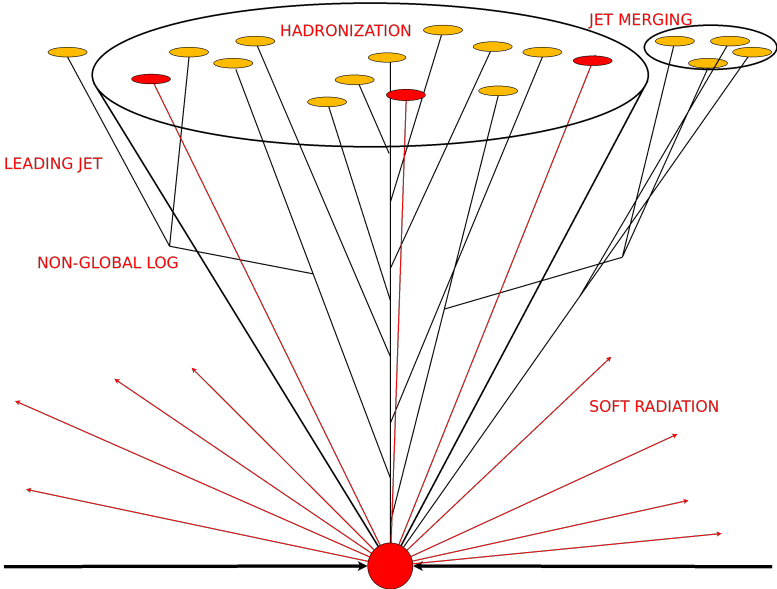 JET MERGING
HADRONIZATION
LEADING JET
NON-GLOBAL LOG
SOFT RADIATION